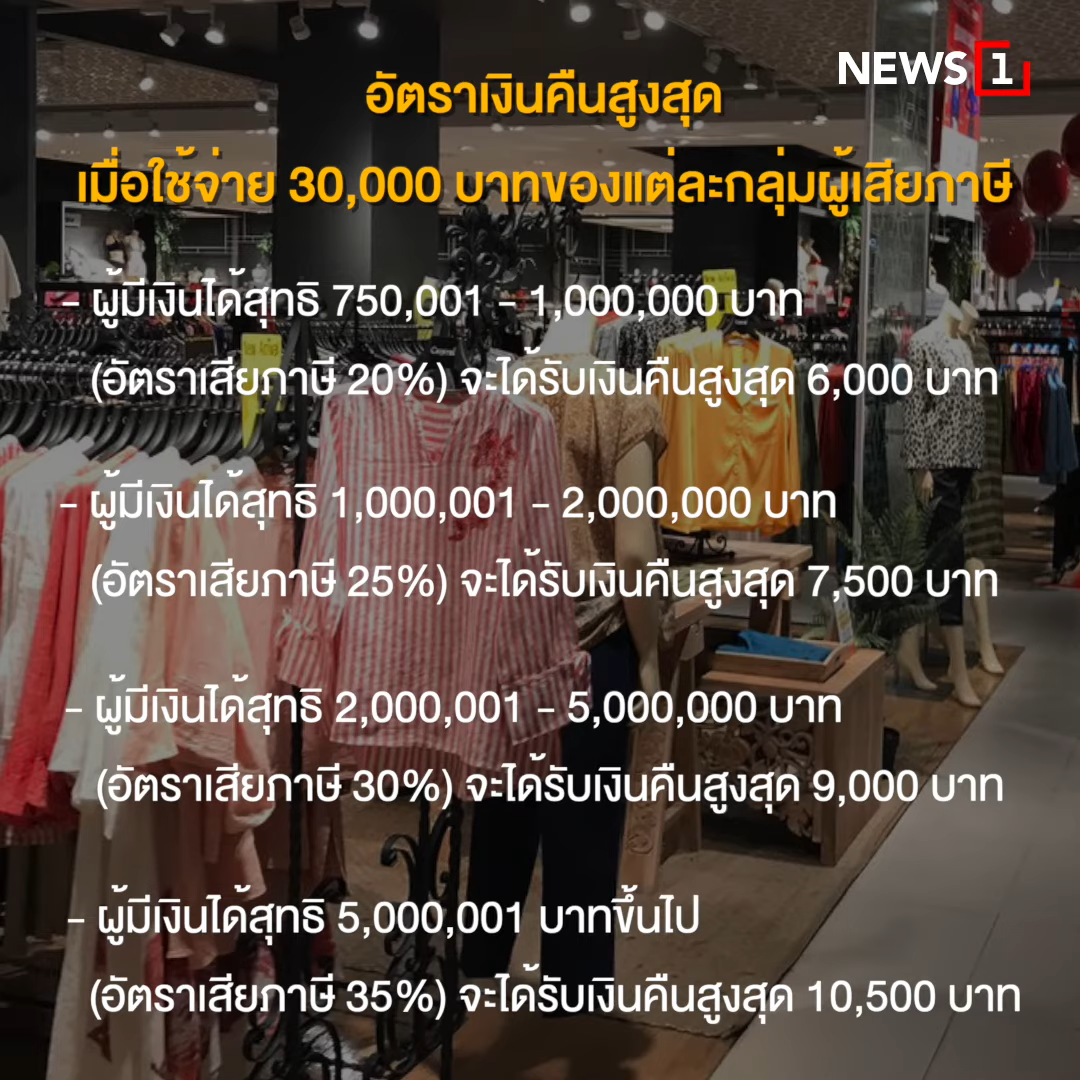 NEWS 1
อัตราเงินคืนสูงสุด
เมื่อใช้จ่าย 30,000 บาทของแต่ละกลุ่มผู้เสียภาษี
- ผู้มีเงินได้สุทธิ 750,001 - 1,000,000 บาท
(อัตราเสียภาษี 20%) จะได้รับเงินคืนสูงสุด 6,000 บาท
- ผู้มีเงินได้สุทธิ 1,000,001 - 2,000,000 บาท
(อัตราเสียภาษี 25%) จะได้รับเงินคืนสูงสุด 7,500 บาท
- ผู้มีเงินได้สุทธิ 2,000,001 - 5,000,000 บาท
(อัตราเสียภาษี 30%) จะได้รับเงินคืนสูงสุด 9,000 บาท
- ผู้มีเงินได้สุทธิ 5,000,001 บาทขึ้นไป
(อัตราเสียภาษี 35%) จะได้รับเงินคืนสูงสุด 10,500 บาท